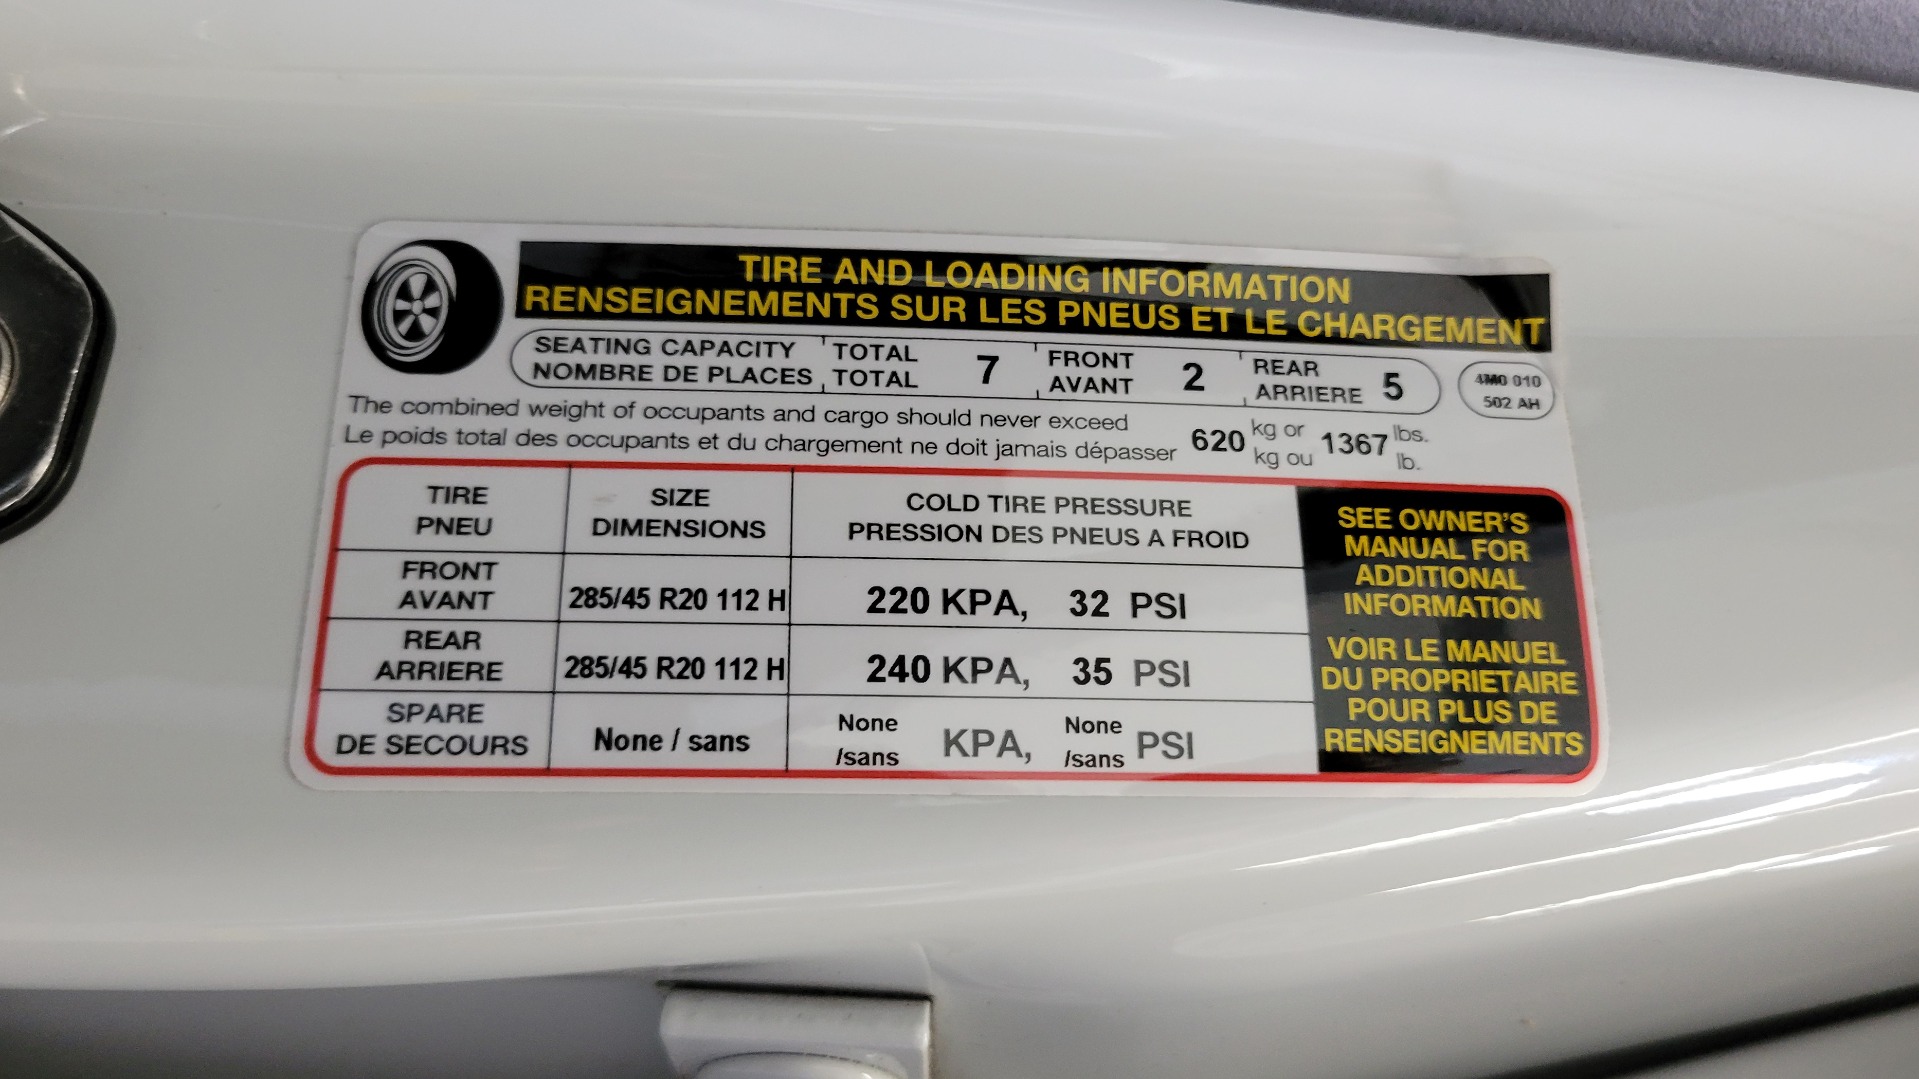 TIRE AND LOADING INFORMATION
RENSEIGNEMENTS SUR LES PNEUS ET LE CHARGEMENT
SEATING CAPACITY TOTAL 7 FRONT 2 REAR 5
NOMBRE DE PLACES TOTAL AVANT ARRIERE
4M0 010
502 AH
The combined weight of occupants and cargo should never exceed
Le poids total des occupants et du chargement ne doit jamais dépasser
620 kg or 1367 lbs.
kg ou lb.
TIRE SIZE COLD TIRE PRESSURE
PNEU DIMENSIONS PRESSION DES PNEUS A FROID
FRONT
AVANT 285/45 R20 112 H 220 KPA, 32 PSI
REAR
ARRIERE 285/45 R20 112 H 240 KPA, 35 PSI
SPARE
DE SECOURS None / sans None /sans KPA, None /sans PSI
SEE OWNER'S
MANUAL FOR
ADDITIONAL
INFORMATION
VOIR LE MANUEL
DU PROPRIETAIRE
POUR PLUS DE
RENSEIGNEMENTS